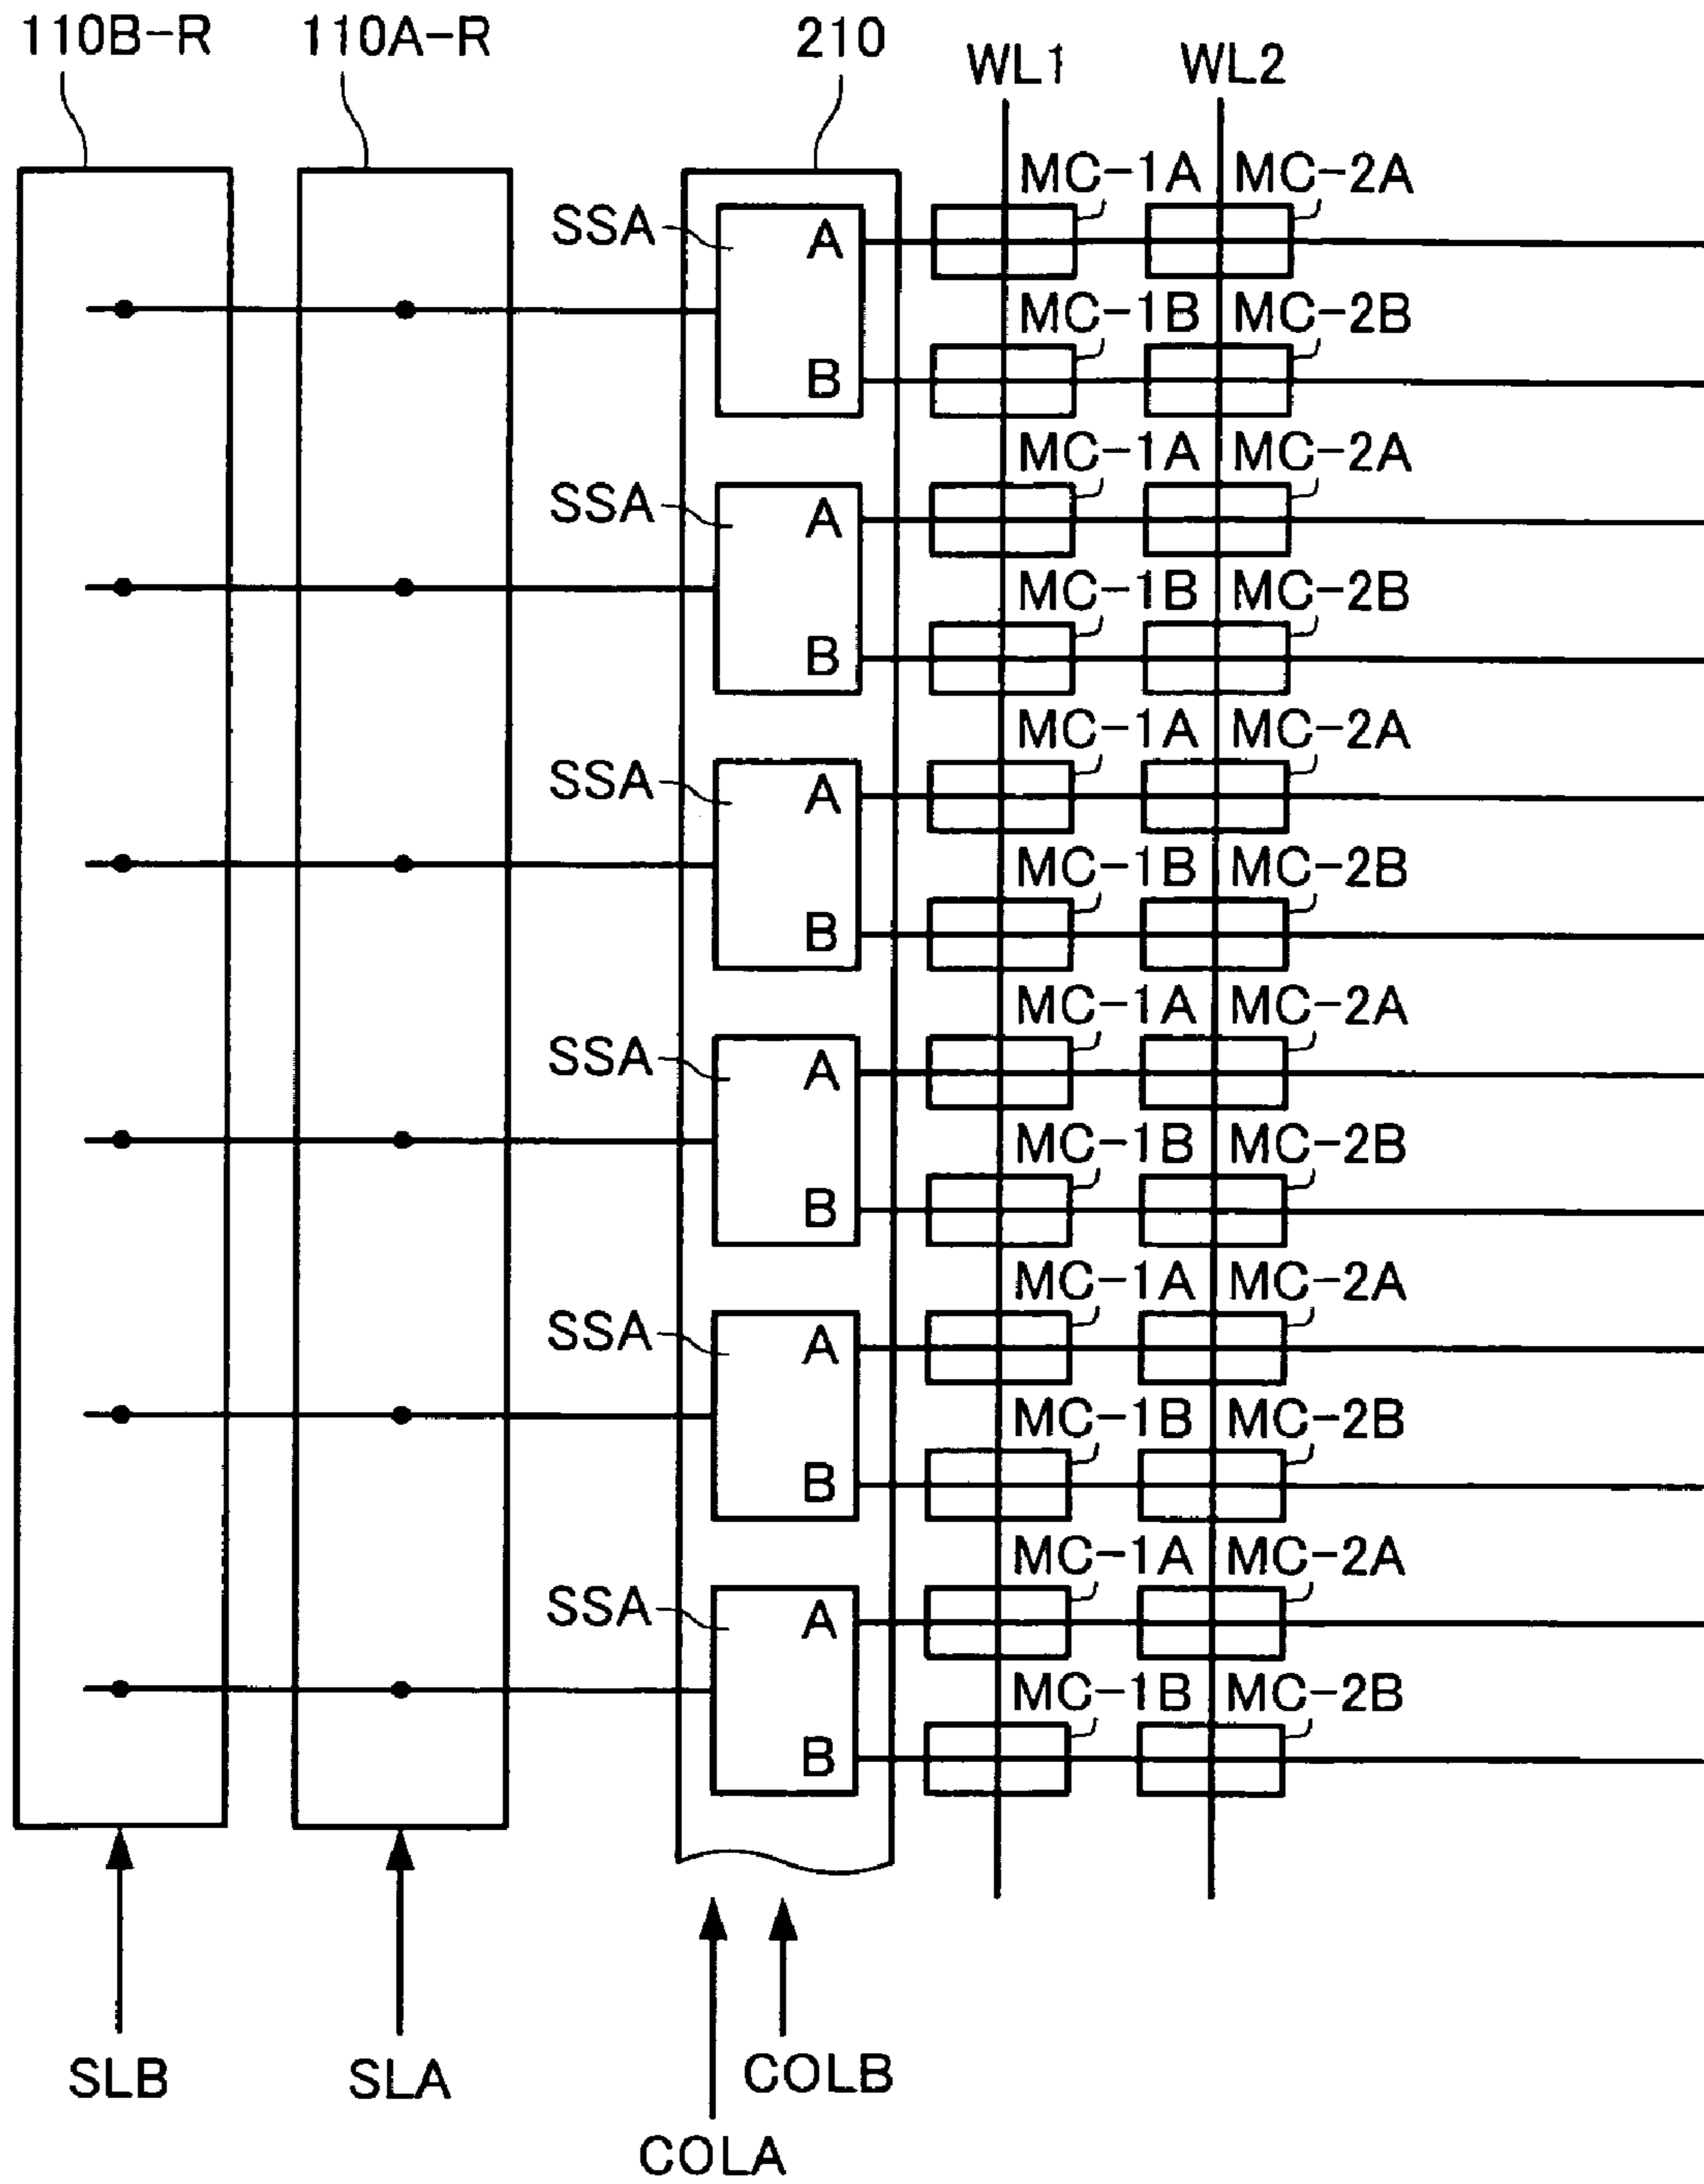 110B-R 110A-R 210 WL1 WL2
MC-1A MC-2A
SSA A
MC-1B MC-2B
B
MC-1A MC-2A
SSA A
MC-1B MC-2B
B
MC-1A MC-2A
SSA A
MC-1B MC-2B
B
MC-1A MC-2A
SSA A
MC-1B MC-2B
B
MC-1A MC-2A
SSA A
MC-1B MC-2B
B
MC-1A MC-2A
SSA A
MC-1B MC-2B
B
SLB SLA COLB
COLA